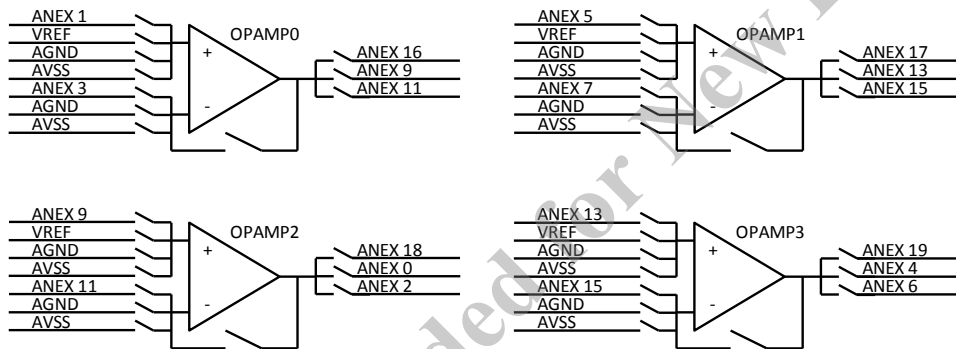 ANEX 1
VREF
AGND
AVSS
ANEX 3
AGND
AVSS
+
-
OPAMP0
ANEX 16
ANEX 9
ANEX 11
ANEX 5
VREF
AGND
AVSS
ANEX 7
AGND
AVSS
+
-
OPAMP1
ANEX 17
ANEX 13
ANEX 15
ANEX 9
VREF
AGND
AVSS
ANEX 11
AGND
AVSS
+
-
OPAMP2
ANEX 18
ANEX 0
ANEX 2
ANEX 13
VREF
AGND
AVSS
ANEX 15
AGND
AVSS
+
-
OPAMP3
ANEX 19
ANEX 4
ANEX 6
ded for New